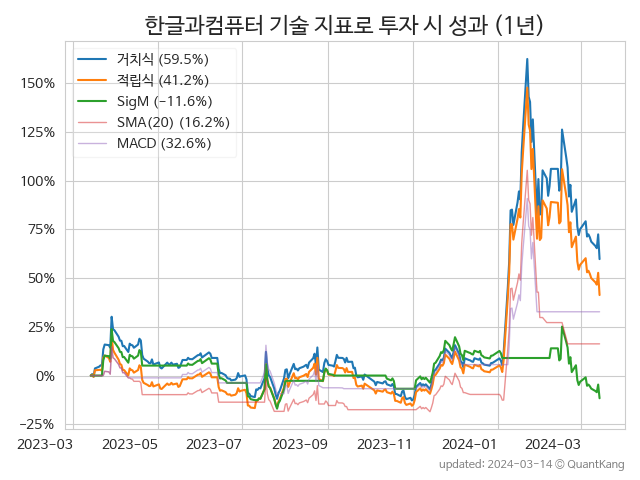 한글과컴퓨터 기술 지표로 투자 시 성과 (1년)
거치식 (59.5%)
적립식 (41.2%)
SigM (−11.6%)
SMA(20) (16.2%)
MACD (32.6%)
150%
125%
100%
75%
50%
25%
0%
−25%
2023-03 2023-05 2023-07 2023-09 2023-11 2024-01 2024-03
updated: 2024-03-14 © QuantKang